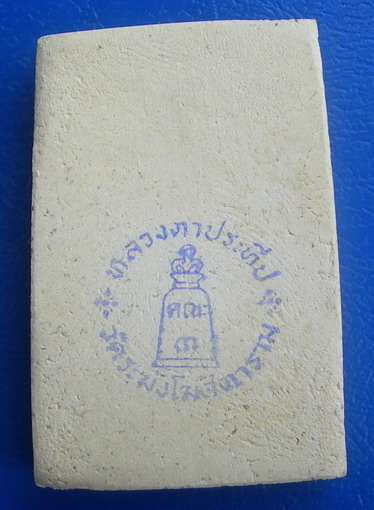 หลวงตาประทีป
คณะ
๓
วัดระฆังโฆสิตาราม